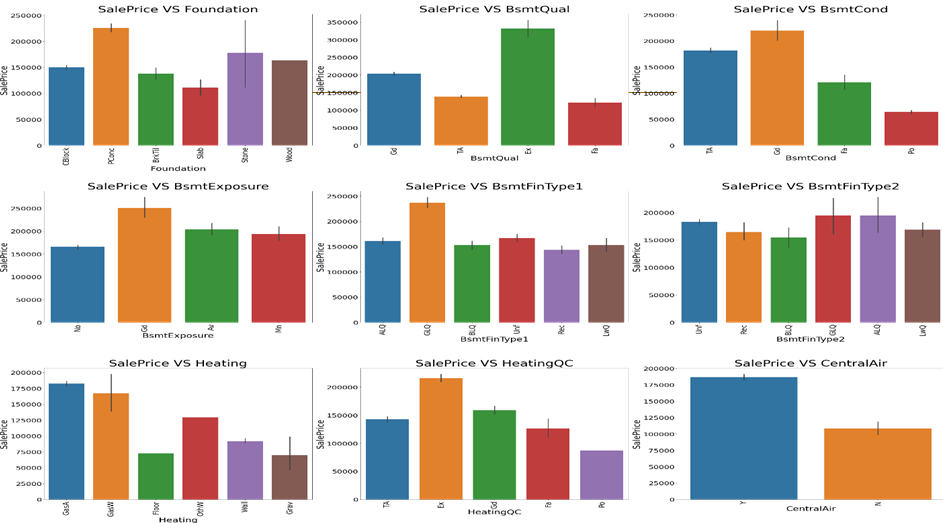 SalePrice VS Foundation
SalePrice
250000
200000
150000
100000
50000
0
CBlock
PConc
BrkTil
Slab
Stone
Wood
Foundation
SalePrice VS BsmtQual
SalePrice
350000
300000
250000
200000
150000
100000
50000
0
Gd
TA
Ex
Fa
BsmtQual
SalePrice VS BsmtCond
SalePrice
250000
200000
150000
100000
50000
0
TA
Gd
Fa
Po
BsmtCond
SalePrice VS BsmtExposure
SalePrice
250000
200000
150000
100000
50000
0
No
Gd
Av
Mn
BsmtExposure
SalePrice VS BsmtFinType1
SalePrice
250000
200000
150000
100000
50000
0
ALQ
GLQ
BLQ
Unf
Rec
LwQ
BsmtFinType1
SalePrice VS BsmtFinType2
SalePrice
200000
150000
100000
50000
0
Unf
Rec
BLQ
GLQ
ALQ
LwQ
BsmtFinType2
SalePrice VS Heating
SalePrice
200000
175000
150000
125000
100000
75000
50000
25000
0
GasA
GasW
Floor
OthW
Wall
Grav
Heating
SalePrice VS HeatingQC
SalePrice
200000
150000
100000
50000
0
TA
Ex
Gd
Fa
Po
HeatingQC
SalePrice VS CentralAir
SalePrice
200000
175000
150000
125000
100000
75000
50000
25000
0
Y
N
CentralAir